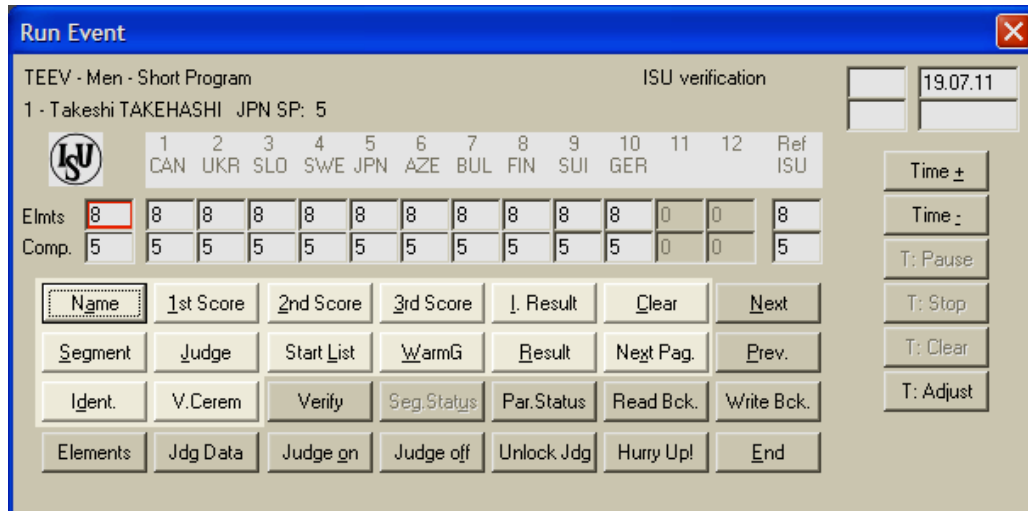 Run Event
TEEV - Men - Short Program ISU verification 19.07.11
1 - Takeshi TAKEHASHI JPN SP: 5
ISU 1 2 3 4 5 6 7 8 9 10 11 12 Ref
CAN UKR SLO SWE JPN AZE BUL FIN SUI GER ISU
Time +
Elmts 8 8 8 8 8 8 8 8 8 8 8 0 0 8 Time -
Comp. 5 5 5 5 5 5 5 5 5 5 5 0 0 5 T: Pause
Name 1st Score 2nd Score 3rd Score I. Result Clear Next T: Stop
Segment Judge Start List WarmG Result Next Pag. Prev. T: Clear
Ident. V.Cerem Verify Seg.Status Par.Status Read Bck. Write Bck. T: Adjust
Elements Jdg Data Judge on Judge off Unlock Jdg Hurry Up! End